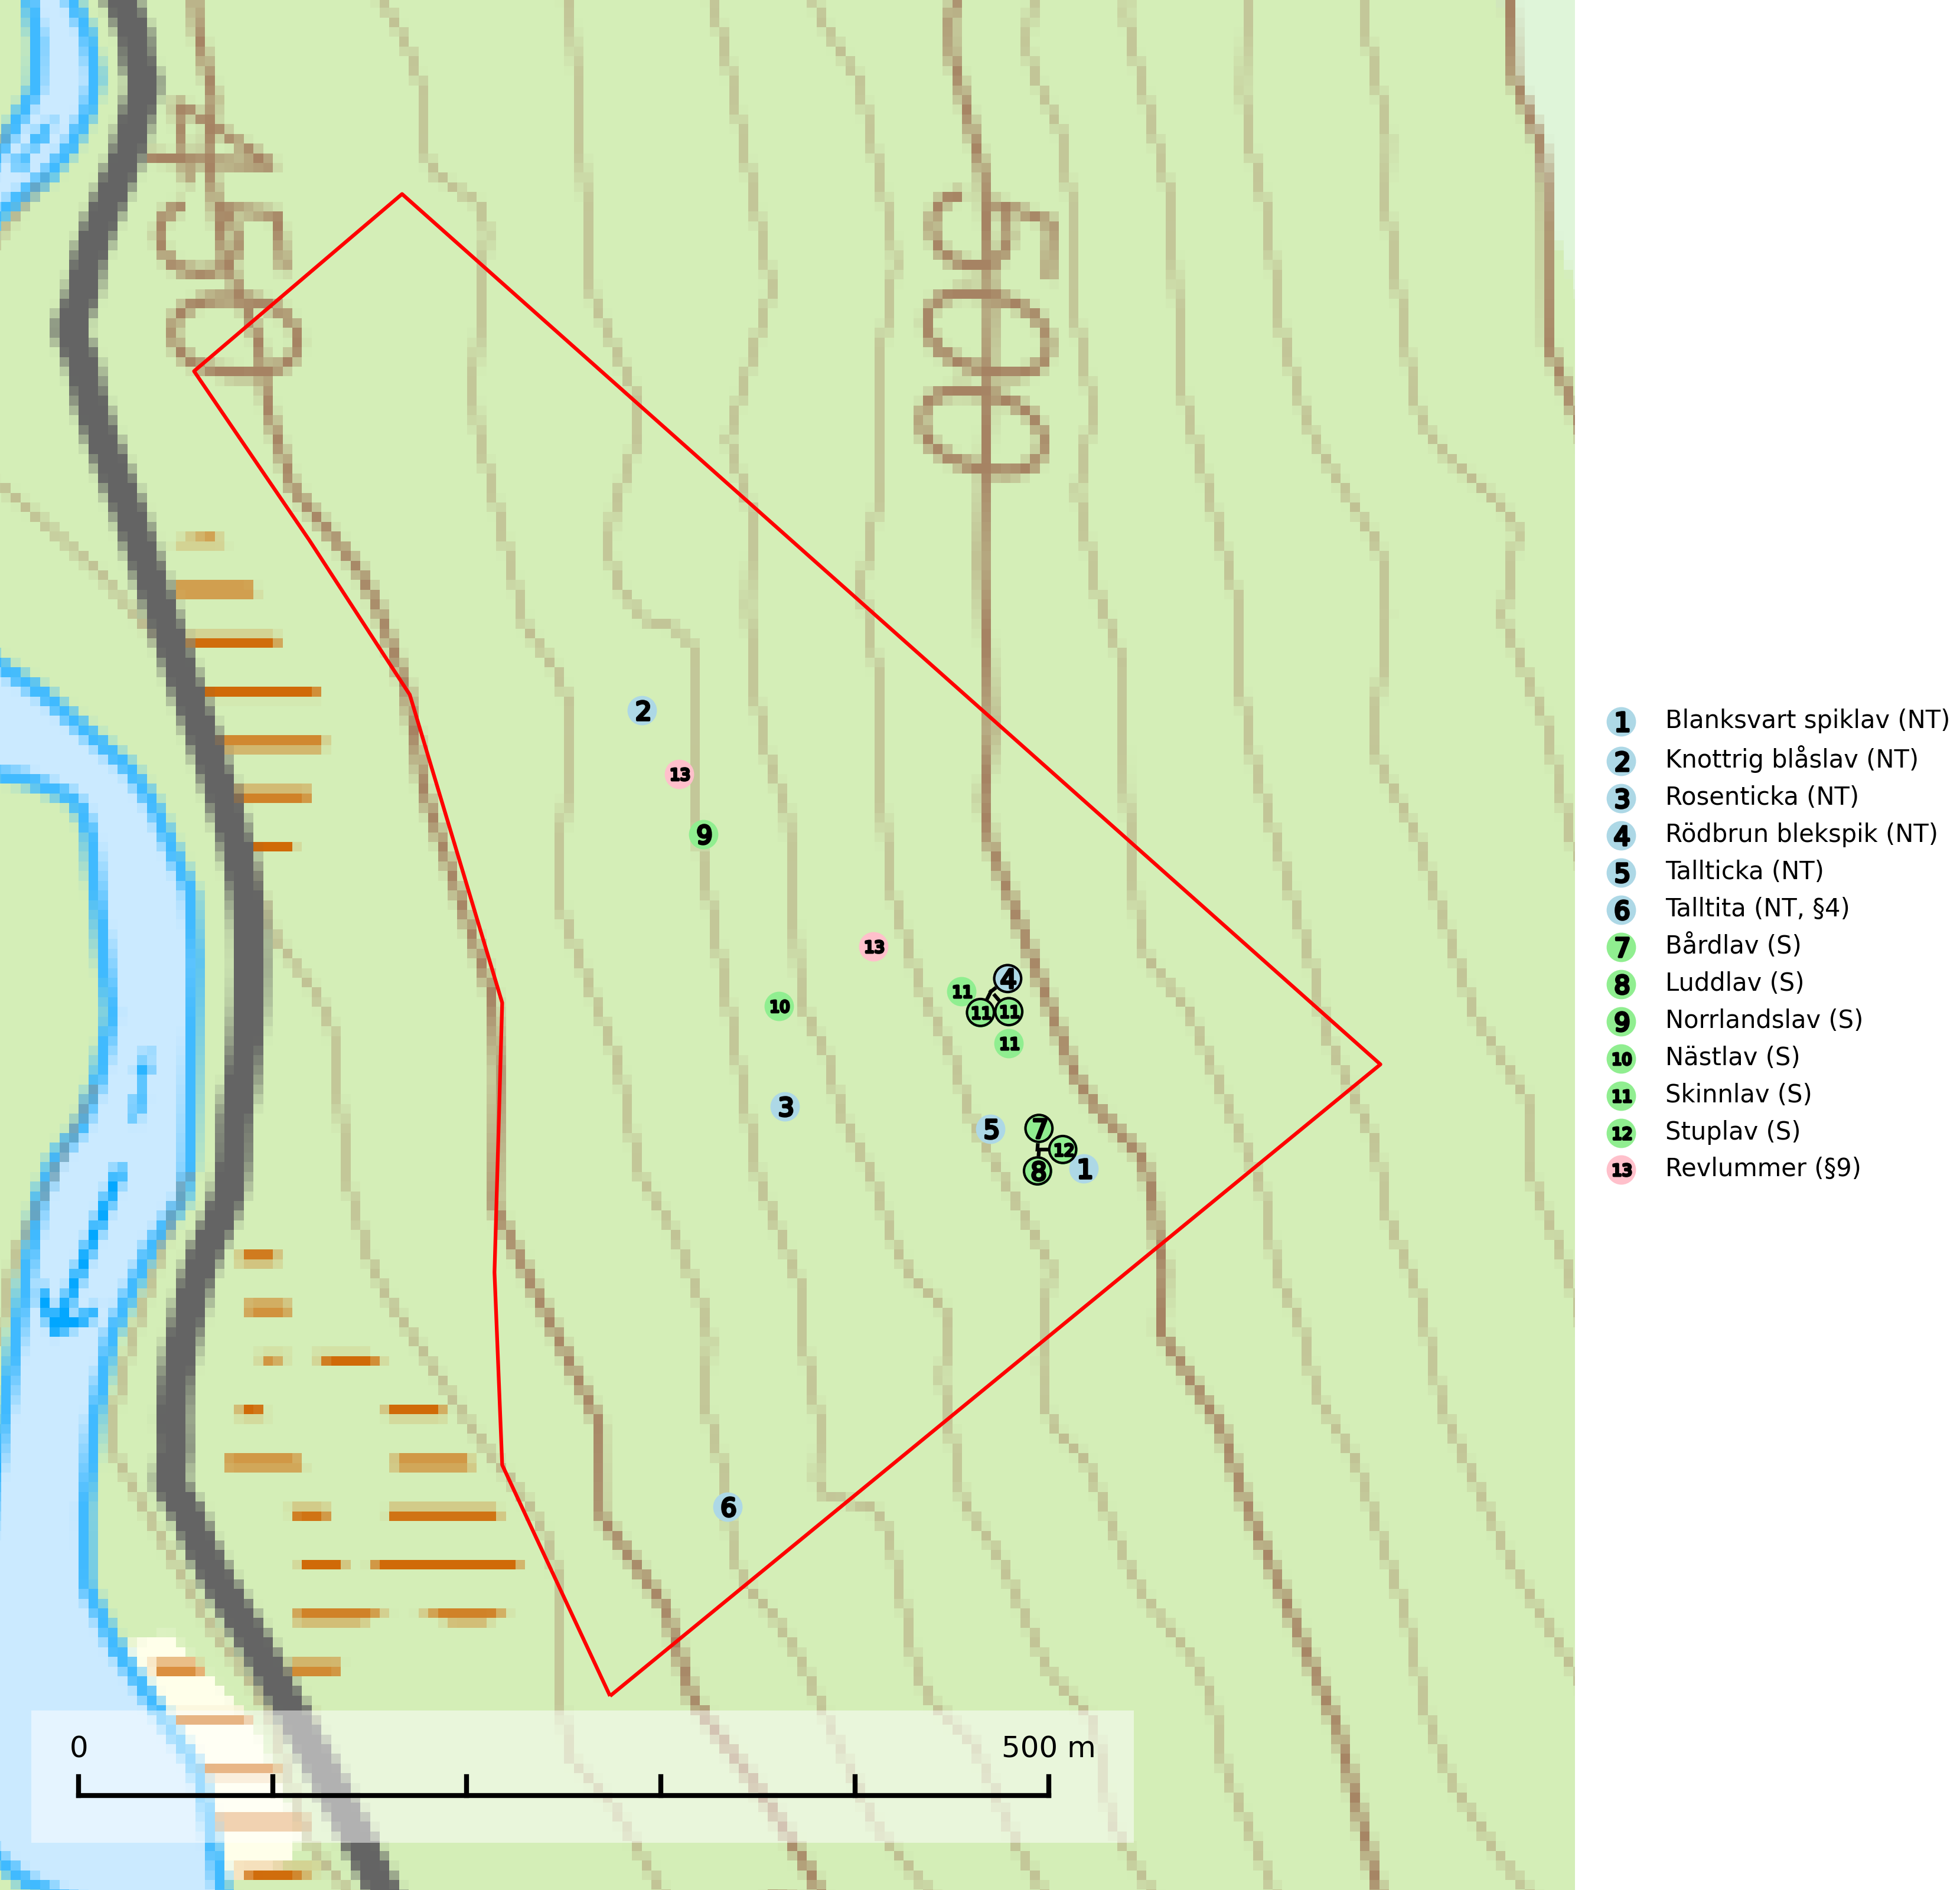 450
500
2
13
9
13
10
4
11
11
11
11
3
5
7
12
8
1
6
0
500 m
1 Blanksvart spiklav (NT)
2 Knottrig blåslav (NT)
3 Rosenticka (NT)
4 Rödbrun blekspik (NT)
5 Tallticka (NT)
6 Talltita (NT, §4)
7 Bårdlav (S)
8 Luddlav (S)
9 Norrlandslav (S)
10 Nästlav (S)
11 Skinnlav (S)
12 Stuplav (S)
13 Revlummer (§9)